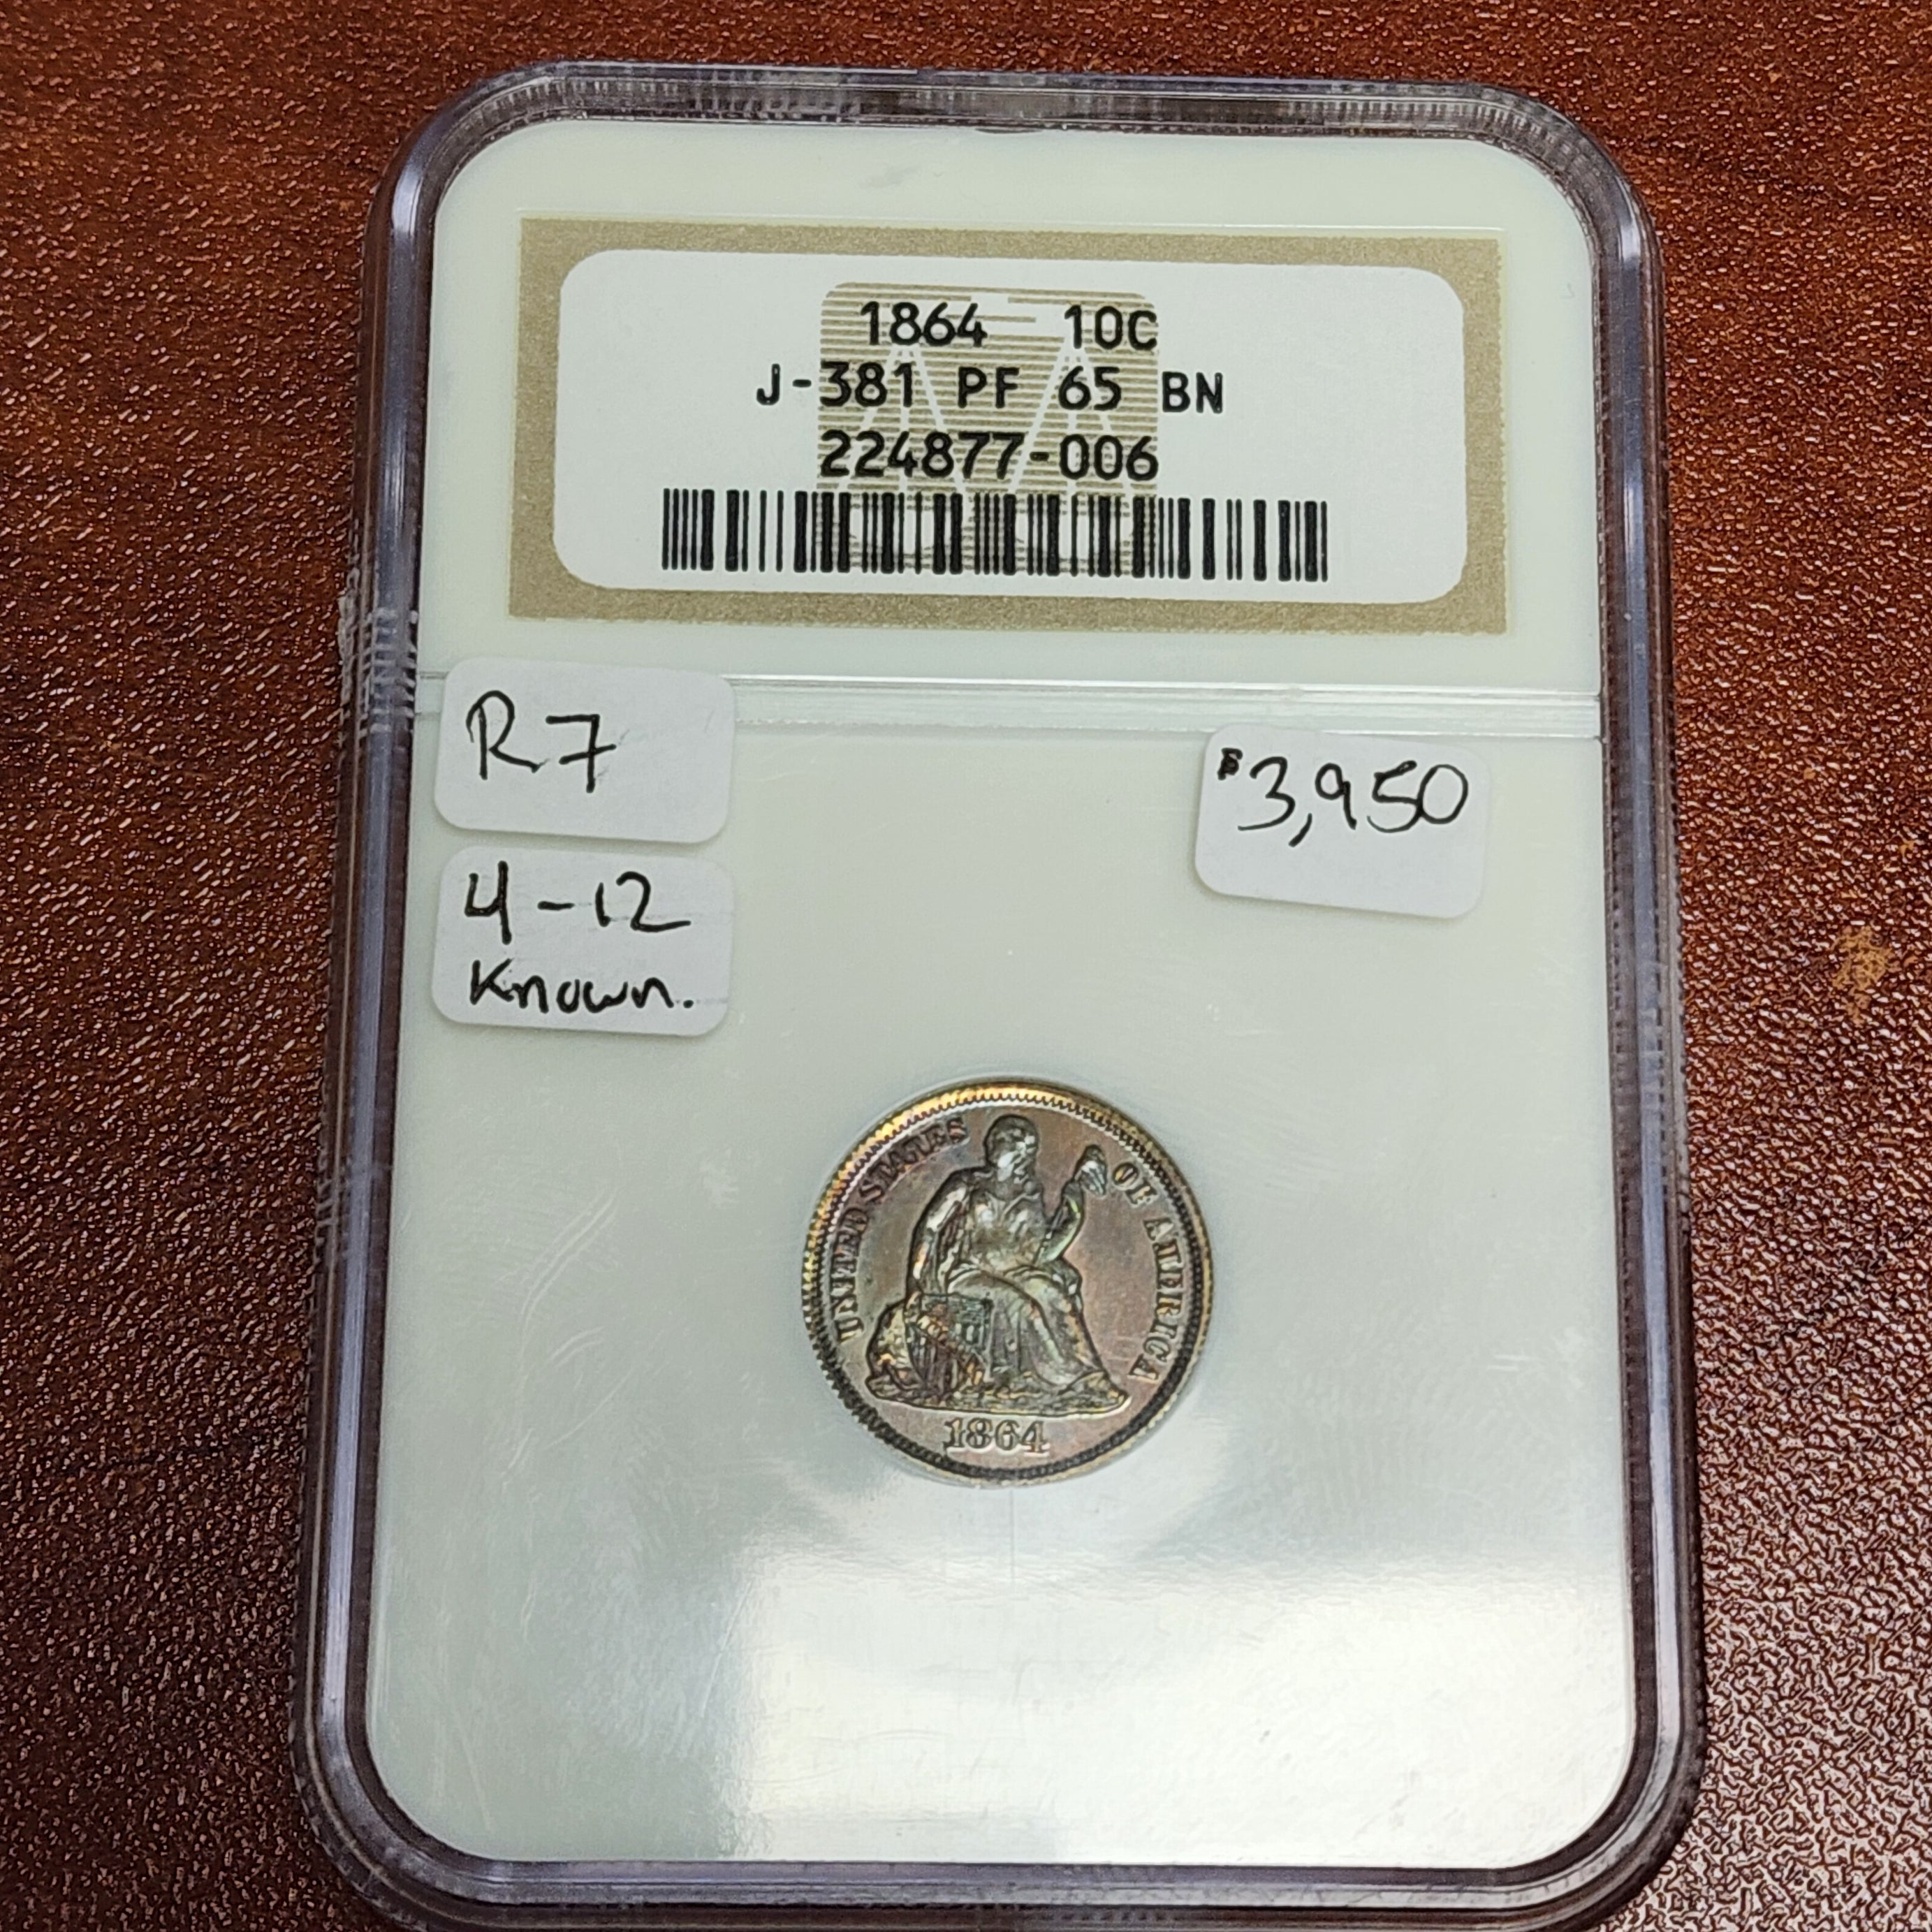 1864 10C
J-381 PF 65 BN
224877-006
R7
$3,950
4-12
Known.
UNITED STATES OF AMERICA
1864